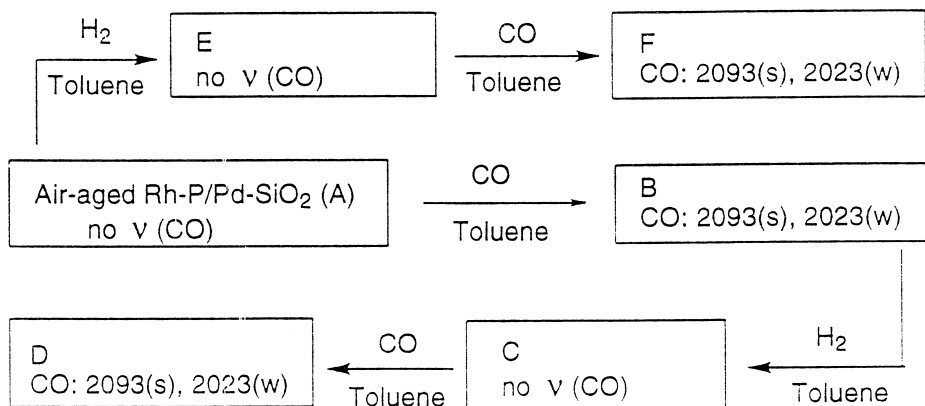 H₂
Toluene
E
no ν (CO)
CO
Toluene
F
CO: 2093(s), 2023(w)
Air-aged Rh-P/Pd-SiO₂ (A)
no ν (CO)
CO
Toluene
B
CO: 2093(s), 2023(w)
D
CO: 2093(s), 2023(w)
CO
Toluene
C
no ν (CO)
H₂
Toluene